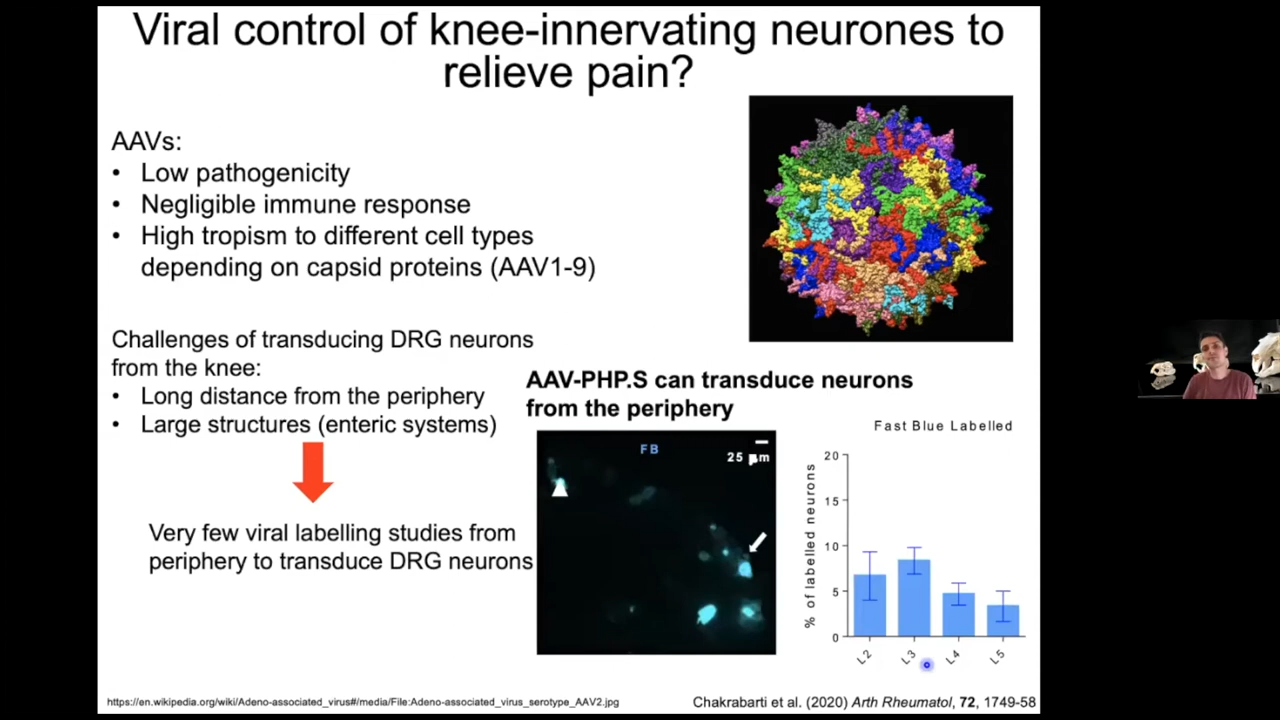 Viral control of knee-innervating neurones to
relieve pain?
AAVs:
• Low pathogenicity
• Negligible immune response
• High tropism to different cell types
depending on capsid proteins (AAV1-9)
Challenges of transducing DRG neurons
from the knee:
• Long distance from the periphery
• Large structures (enteric systems)
Very few viral labelling studies from
periphery to transduce DRG neurons
AAV-PHP.S can transduce neurons
from the periphery
FB
25 µm
Fast Blue Labelled
% of labelled neurons
20
15
10
5
0
L2
L3
L4
L5
https://en.wikipedia.org/wiki/Adeno-associated_virus#/media/File:Adeno-associated_virus_serotype_AAV2.jpg
Chakrabarti et al. (2020) Arth Rheumatol, 72, 1749-58